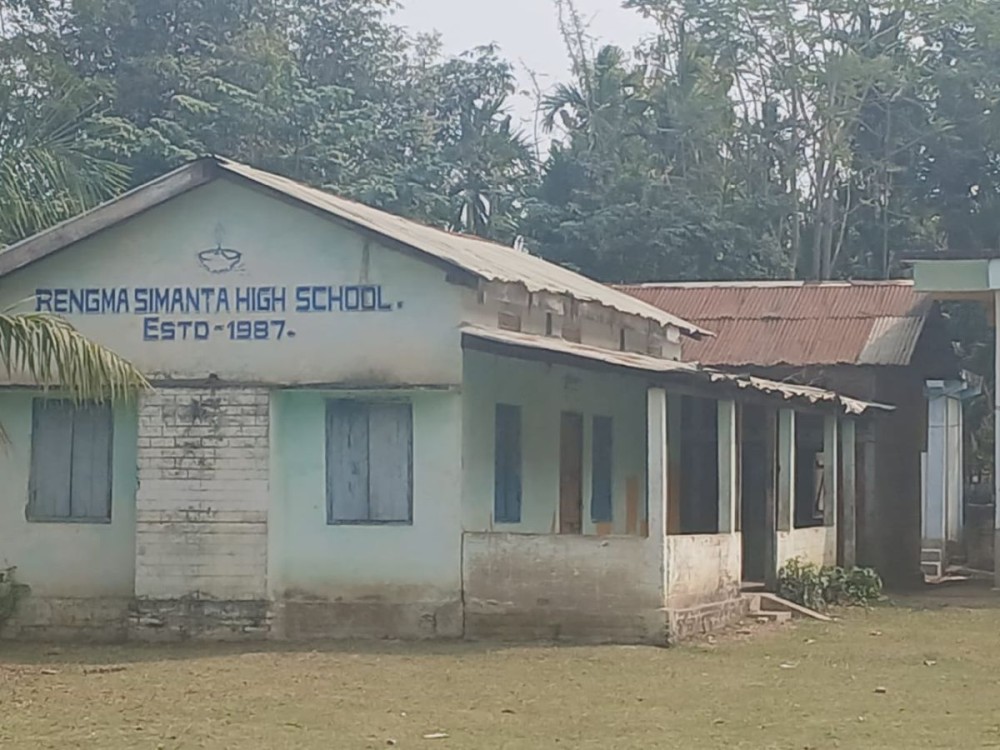 RENGMA SIMANTA HIGH SCHOOL.
ESTD-1987.